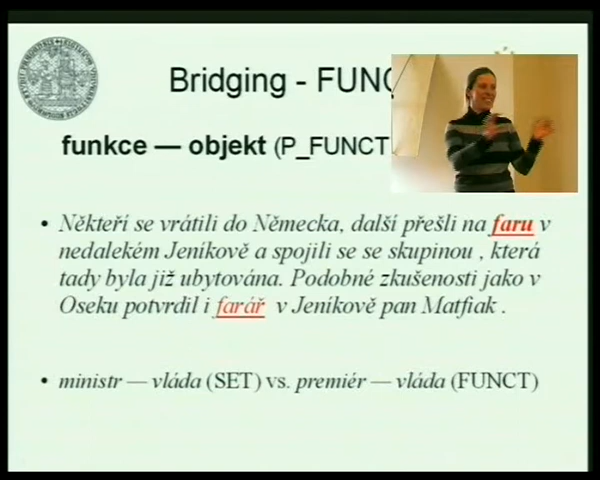 Bridging - FUNC
funkce — objekt (P_FUNCT
• Někteří se vrátili do Německa, další přešli na faru v
nedalekém Jeníkově a spojili se se skupinou , která
tady byla již ubytována. Podobné zkušenosti jako v
Oseku potvrdil i farář v Jeníkově pan Matfiak .
• ministr — vláda (SET) vs. premiér — vláda (FUNCT)